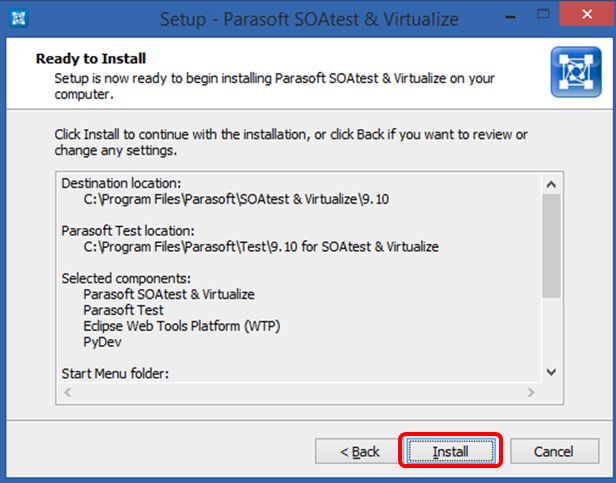 Setup - Parasoft SOAtest & Virtualize
Ready to Install
Setup is now ready to begin installing Parasoft SOAtest & Virtualize on your
computer.
Click Install to continue with the installation, or click Back if you want to review or
change any settings.
Destination location:
C:\Program Files\Parasoft\SOAtest & Virtualize\9.10
Parasoft Test location:
C:\Program Files\Parasoft\Test\9.10 for SOAtest & Virtualize
Selected components:
Parasoft SOAtest & Virtualize
Parasoft Test
Eclipse Web Tools Platform (WTP)
PyDev
Start Menu folder:
< Back
Install
Cancel